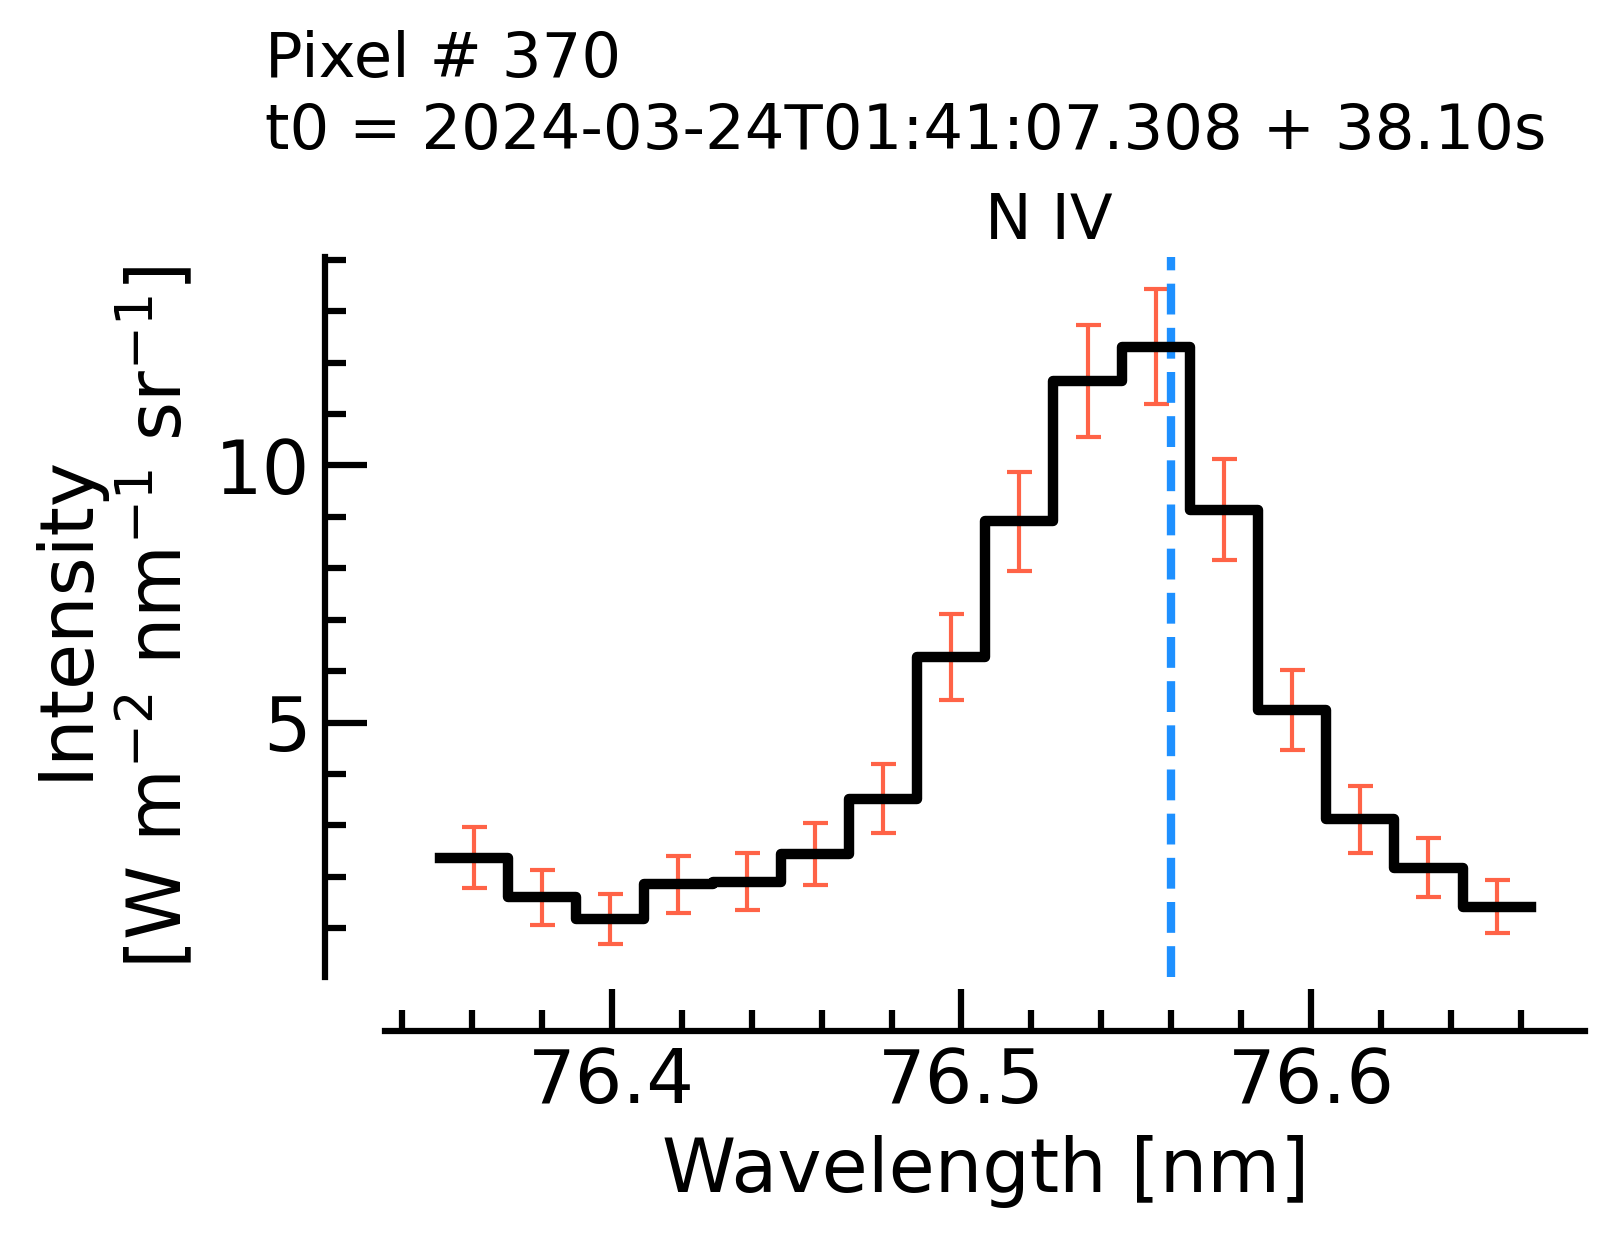 Pixel # 370
t0 = 2024-03-24T01:41:07.308 + 38.10s
N IV
Intensity
[W m⁻² nm⁻¹ sr⁻¹]
10
5
76.4 76.5 76.6
Wavelength [nm]